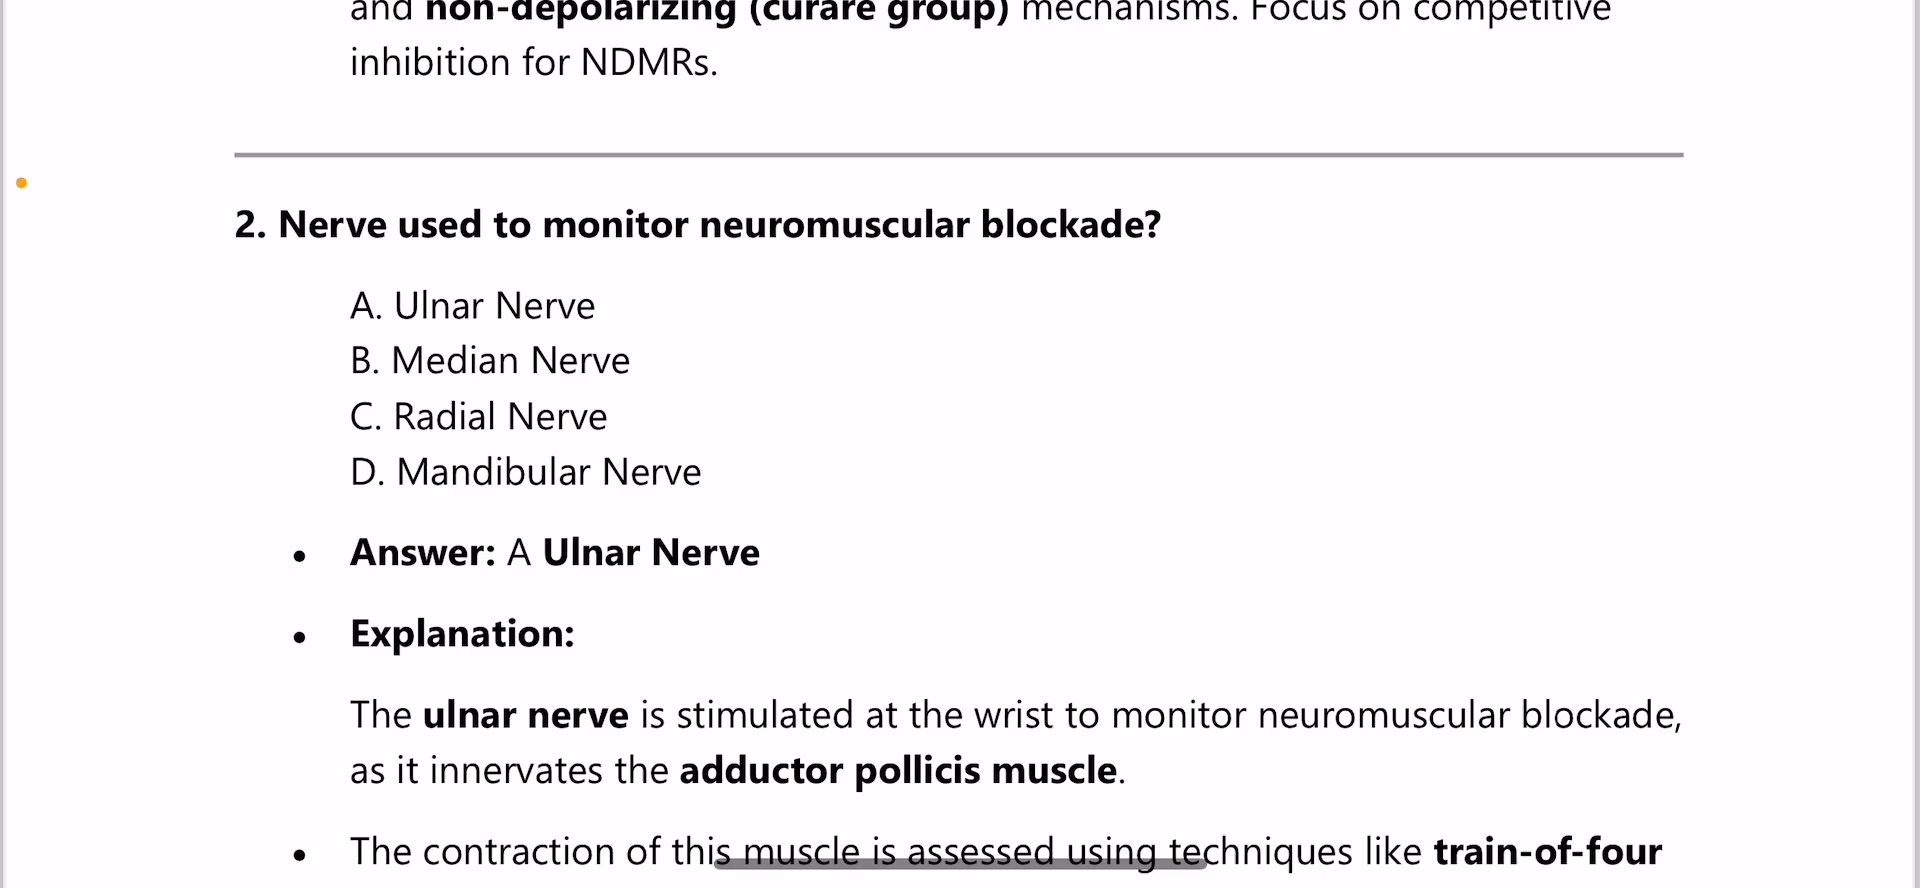 and non-depolarizing (curare group) mechanisms. Focus on competitive
inhibition for NDMRs.
2. Nerve used to monitor neuromuscular blockade?
A. Ulnar Nerve
B. Median Nerve
C. Radial Nerve
D. Mandibular Nerve
• Answer: A Ulnar Nerve
• Explanation:
The ulnar nerve is stimulated at the wrist to monitor neuromuscular blockade,
as it innervates the adductor pollicis muscle.
• The contraction of this muscle is assessed using techniques like train-of-four